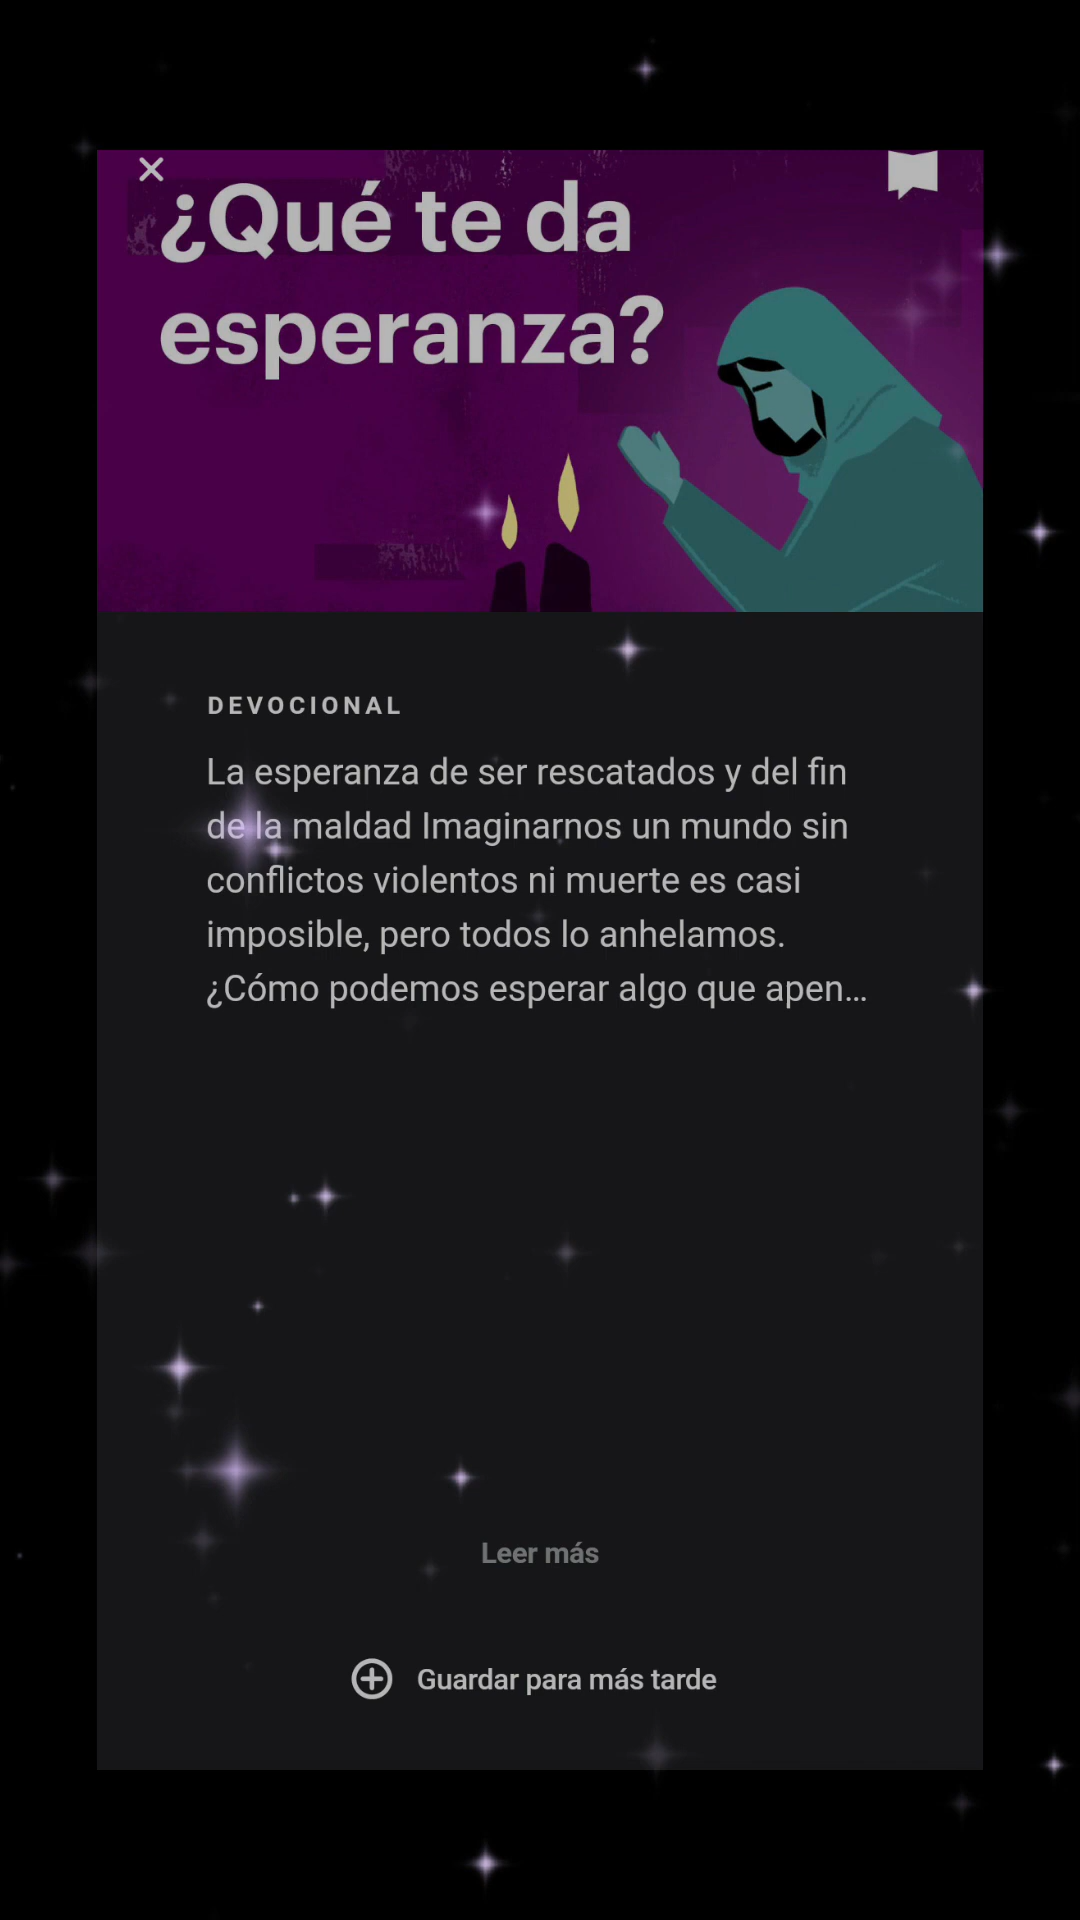 ¿Qué te da
esperanza?
DEVOCIONAL
La esperanza de ser rescatados y del fin
de la maldad Imaginarnos un mundo sin
conflictos violentos ni muerte es casi
imposible, pero todos lo anhelamos.
¿Cómo podemos esperar algo que apen...
Leer más
Guardar para más tarde